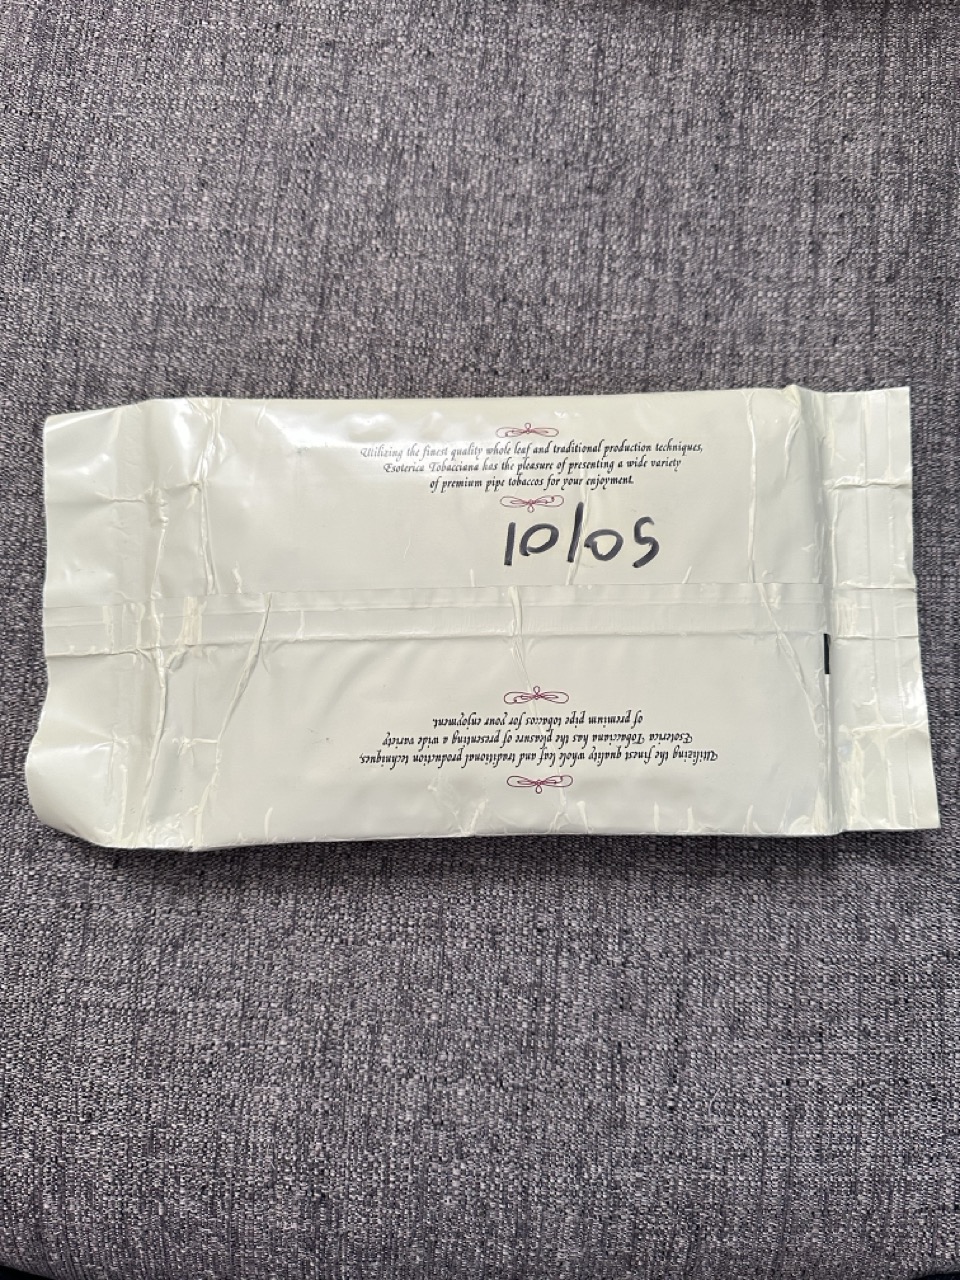 Utilizing the finest quality whole leaf and traditional production techniques,
Esoterica Tobacciana has the pleasure of presenting a wide variety
of premium pipe tobaccos for your enjoyment.
10/05
Utilizing the finest quality whole leaf and traditional production techniques,
Esoterica Tobacciana has the pleasure of presenting a wide variety
of premium pipe tobaccos for your enjoyment.